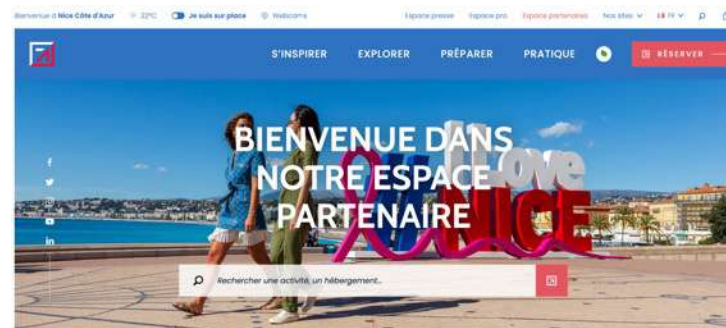 Bienvenue à Nice Côte d'Azur 22°C Je suis sur place Webcams Espace presse Espace pro Espace partenaires Nos sites FR
S'INSPIRER EXPLORER PRÉPARER PRATIQUE RÉSERVER
BIENVENUE DANS
NOTRE ESPACE
PARTENAIRE
I Love
NICE
Rechercher une activité, un hébergement...